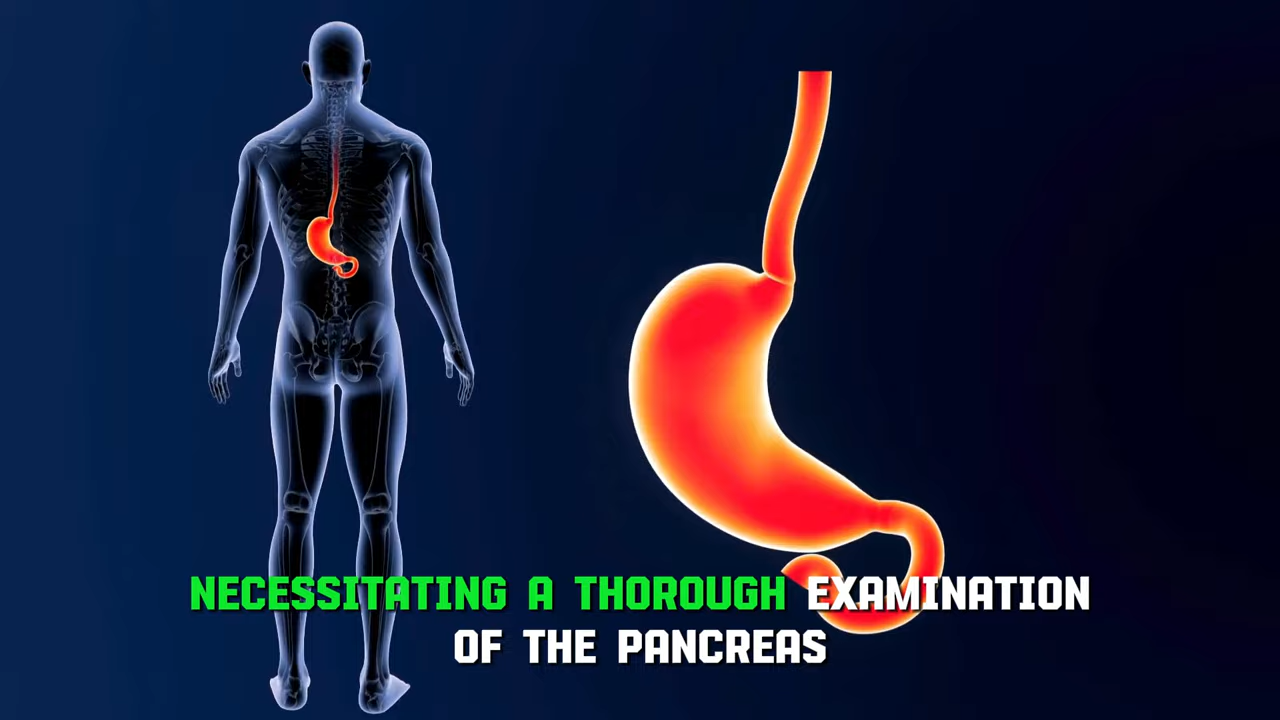 NECESSITATING A THOROUGH EXAMINATION
OF THE PANCREAS